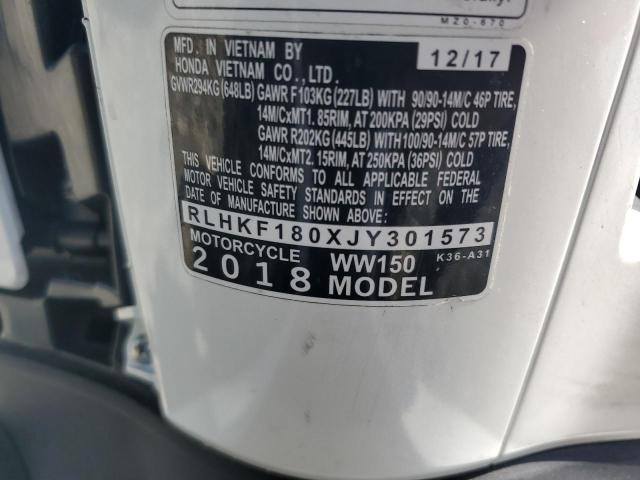 MZ0-670
MFD. IN VIETNAM BY 12/17
HONDA VIETNAM CO., LTD.
GVWR294KG (648LB) GAWR F103KG (227LB) WITH 90/90-14M/C 46P TIRE,
14M/CxMT1. 85RIM, AT 200KPA (29PSI) COLD
GAWR R202KG (445LB) WITH100/90-14M/C 57P TIRE,
14M/CxMT2. 15RIM, AT 250KPA (36PSI) COLD
THIS VEHICLE CONFORMS TO ALL APPLICABLE FEDERAL
MOTOR VEHICLE SAFETY STANDARDS IN EFFECT ON THE
DATE OF MANUFACTURE SHOWN ABOVE.
RLHKF180XJY301573
MOTORCYCLE WW150 K36-A31
2018 MODEL